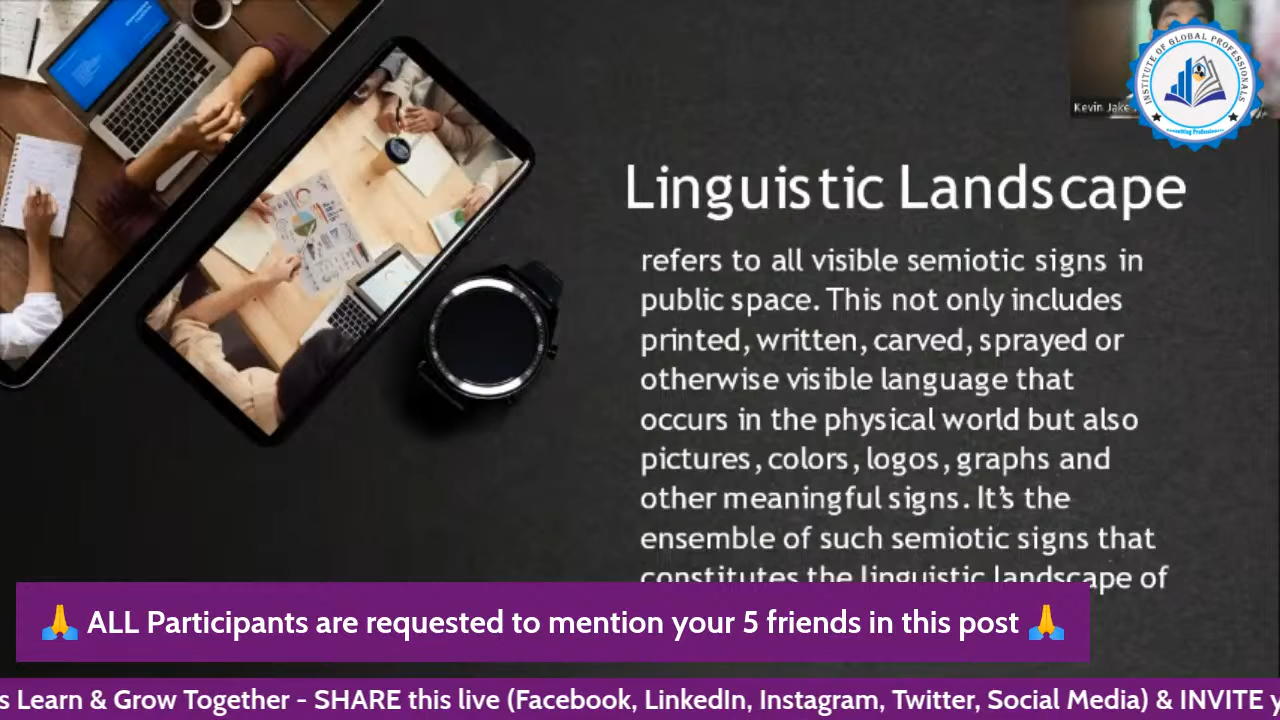 Kevin Jake
INSTITUTE OF GLOBAL PROFESSIONALS
Linguistic Landscape
refers to all visible semiotic signs in
public space. This not only includes
printed, written, carved, sprayed or
otherwise visible language that
occurs in the physical world but also
pictures, colors, logos, graphs and
other meaningful signs. It's the
ensemble of such semiotic signs that
constitutes the linguistic landscape of
🙏 ALL Participants are requested to mention your 5 friends in this post 🙏
s Learn & Grow Together - SHARE this live (Facebook, LinkedIn, Instagram, Twitter, Social Media) & INVITE y